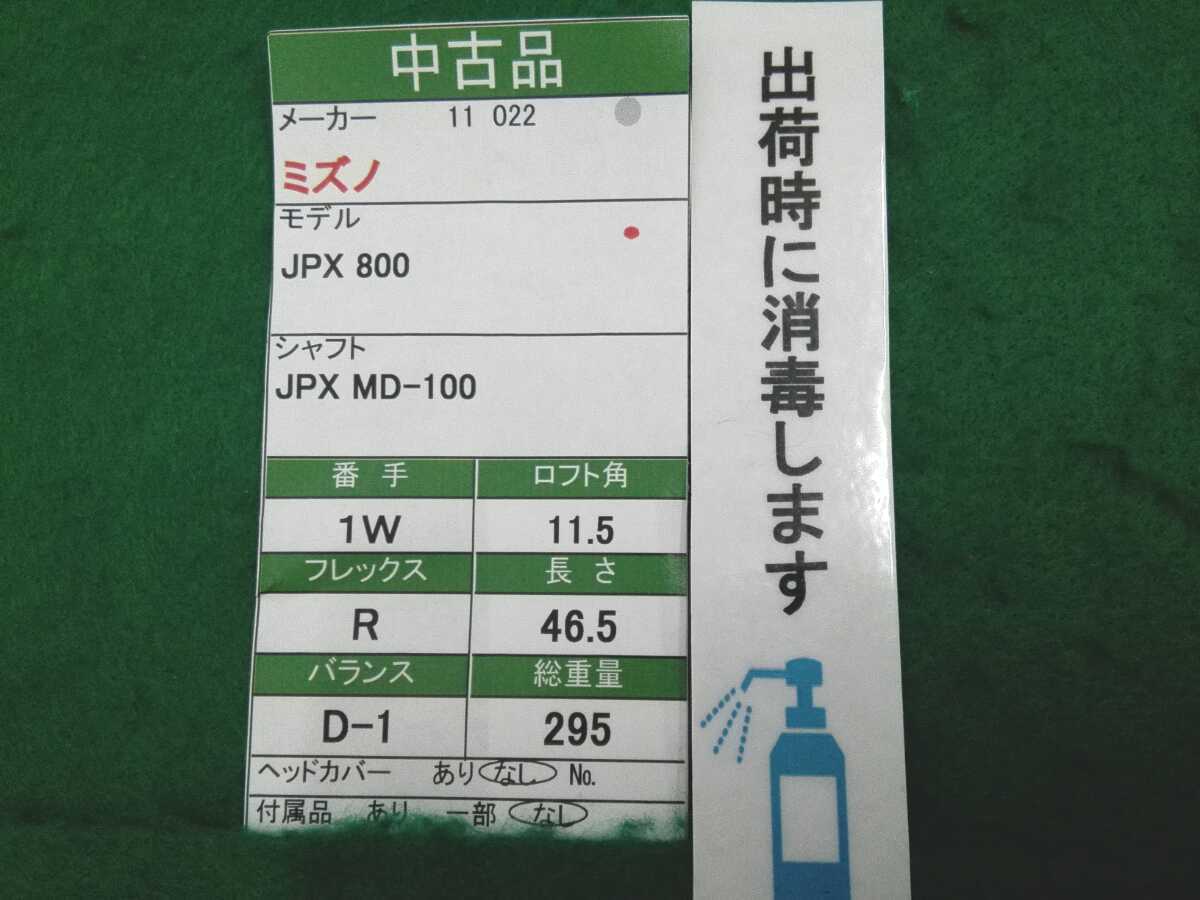 中古品
メーカー 11 022
ミズノ
モデル
JPX 800
シャフト
JPX MD-100
番手 ロフト角
1W 11.5
フレックス 長さ
R 46.5
バランス 総重量
D-1 295
ヘッドカバー あり なし No.
付属品 あり 一部 なし
出荷時に消毒します